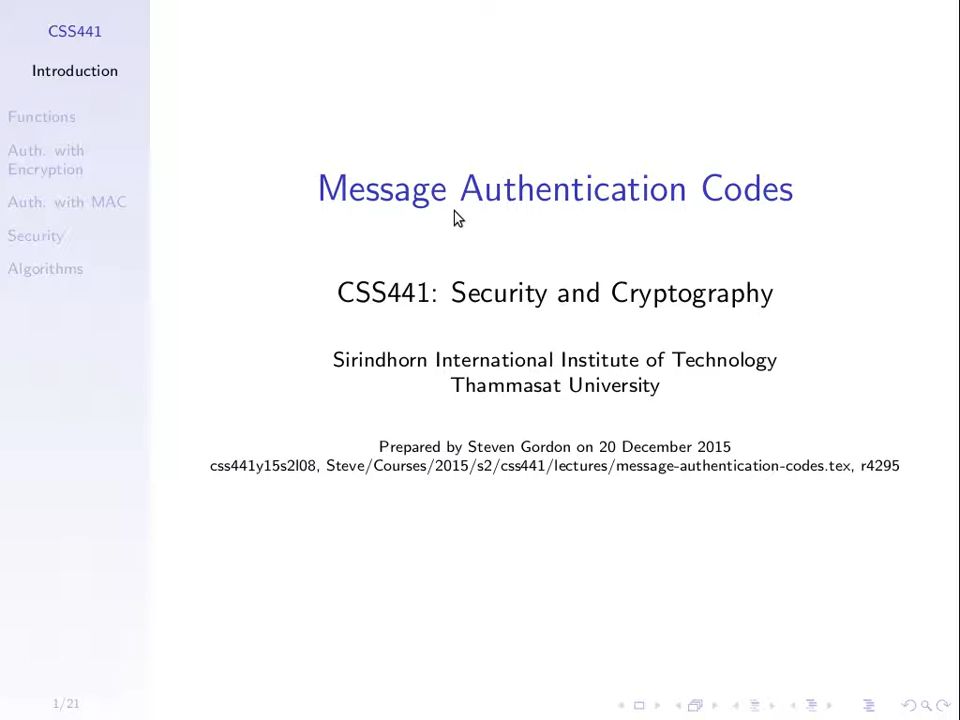 CSS441
Introduction
Functions
Auth. with
Encryption
Auth. with MAC
Security
Algorithms
1/21
Message Authentication Codes
CSS441: Security and Cryptography
Sirindhorn International Institute of Technology
Thammasat University
Prepared by Steven Gordon on 20 December 2015
css441y15s2l08, Steve/Courses/2015/s2/css441/lectures/message-authentication-codes.tex, r4295